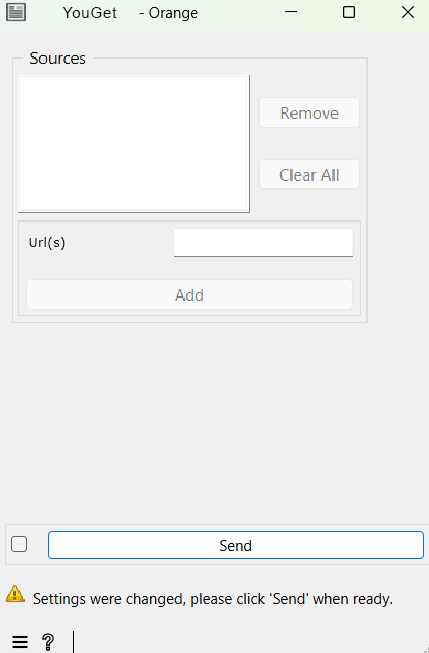 YouGet - Orange
Sources
Remove
Clear All
Url(s)
Add
Send
Settings were changed, please click 'Send' when ready.
?